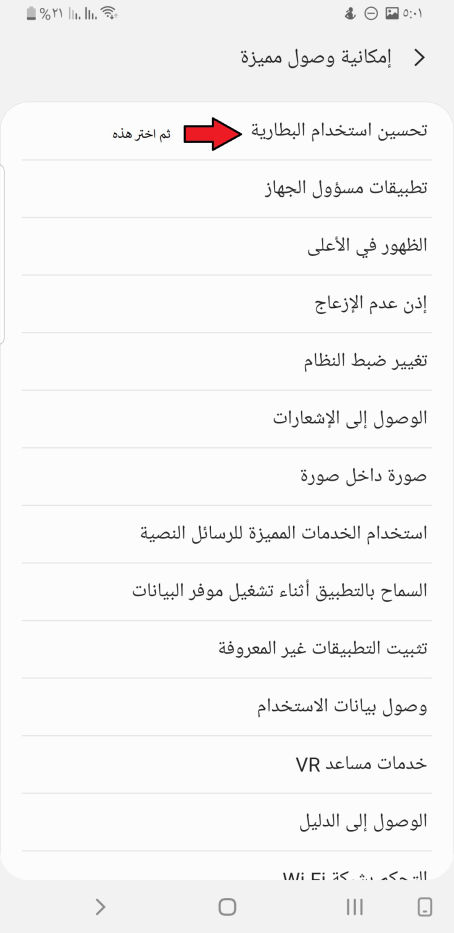 %٢١ ٥:٠١
إمكانية وصول مميزة
تحسين استخدام البطارية ثم اختر هذه
تطبيقات مسؤول الجهاز
الظهور في الأعلى
إذن عدم الإزعاج
تغيير ضبط النظام
الوصول إلى الإشعارات
صورة داخل صورة
استخدام الخدمات المميزة للرسائل النصية
السماح بالتطبيق أثناء تشغيل موفر البيانات
تثبيت التطبيقات غير المعروفة
وصول بيانات الاستخدام
خدمات مساعد VR
الوصول إلى الدليل
التحكم بشبكة Wi-Fi